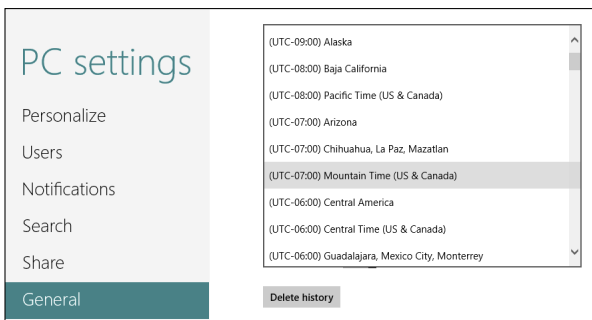 PC settings
Personalize
Users
Notifications
Search
Share
General
(UTC-09:00) Alaska
(UTC-08:00) Baja California
(UTC-08:00) Pacific Time (US & Canada)
(UTC-07:00) Arizona
(UTC-07:00) Chihuahua, La Paz, Mazatlan
(UTC-07:00) Mountain Time (US & Canada)
(UTC-06:00) Central America
(UTC-06:00) Central Time (US & Canada)
(UTC-06:00) Guadalajara, Mexico City, Monterrey
Delete history